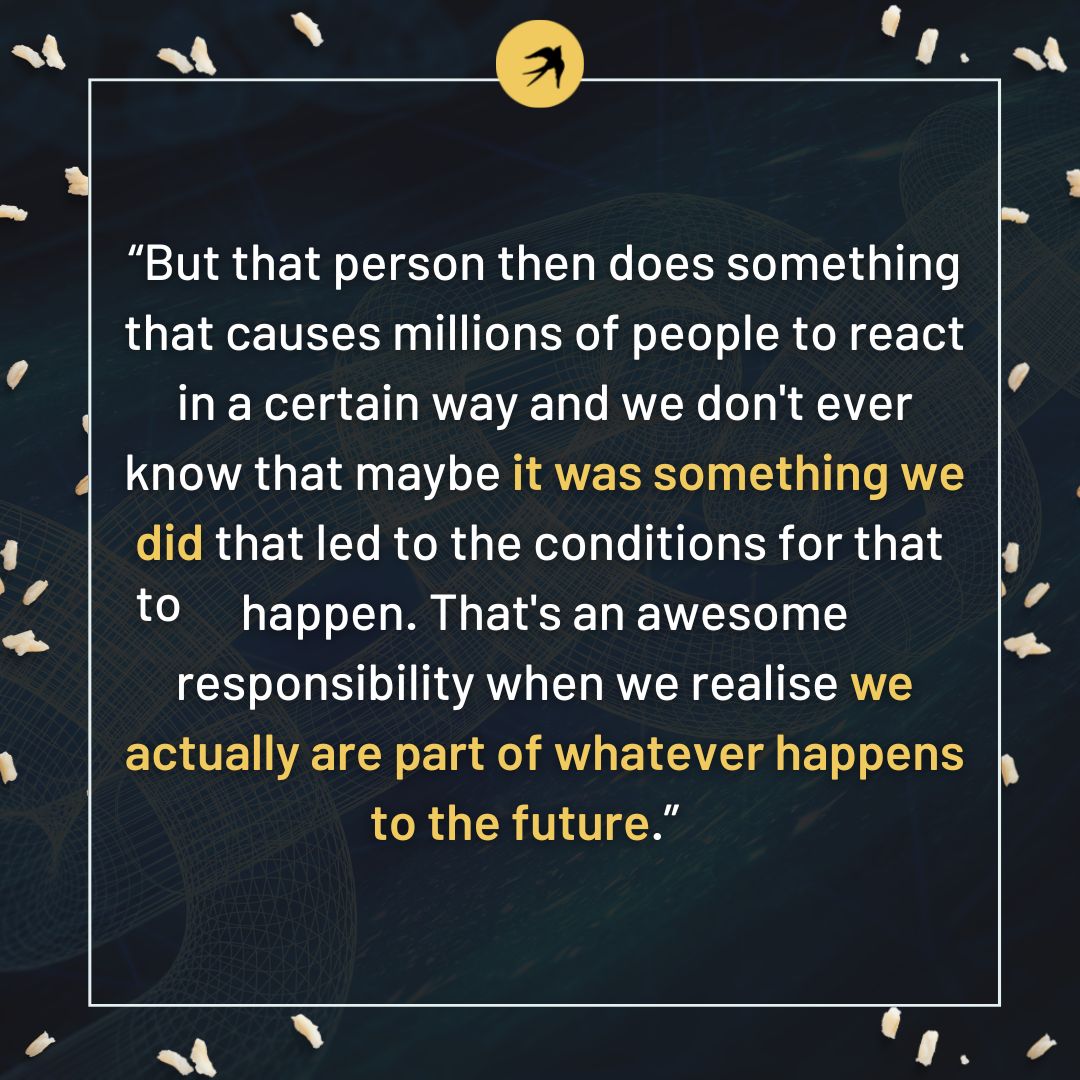 “But that person then does something
that causes millions of people to react
in a certain way and we don't ever
know that maybe it was something we
did that led to the conditions for that
to happen. That's an awesome
responsibility when we realise we
actually are part of whatever happens
to the future.”